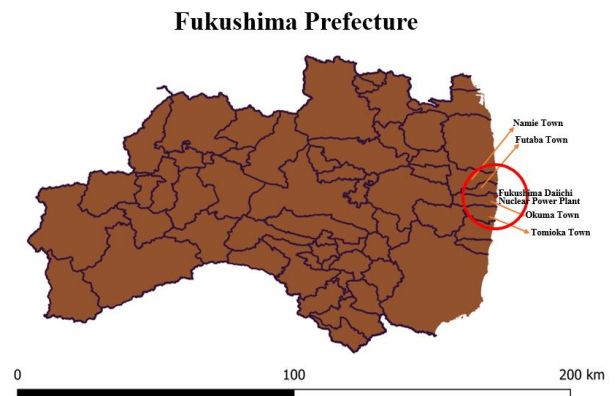 Fukushima Prefecture
Namie Town
Futaba Town
Fukushima Daiichi
Nuclear Power Plant
Okuma Town
Tomioka Town
0
100
200 km